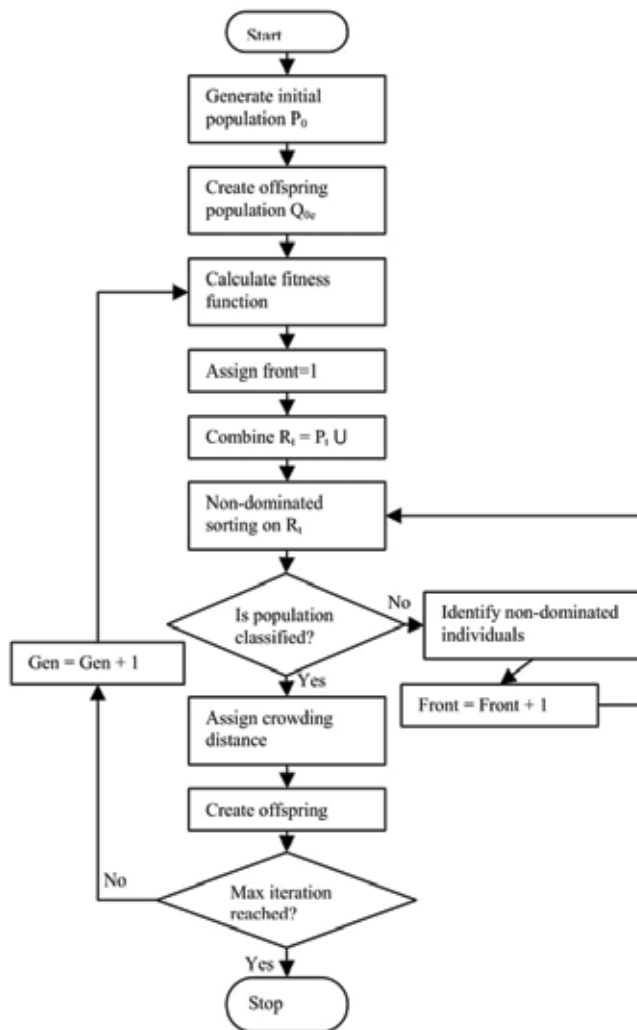 Start
Generate initial
population P₀
Create offspring
population Q₀ₑ
Calculate fitness
function
Assign front=1
Combine Rₜ = Pₜ U
Non-dominated
sorting on Rₜ
Is population
classified?
No
Identify non-dominated
individuals
Gen = Gen + 1
Yes
Front = Front + 1
Assign crowding
distance
Create offspring
No
Max iteration
reached?
Yes
Stop